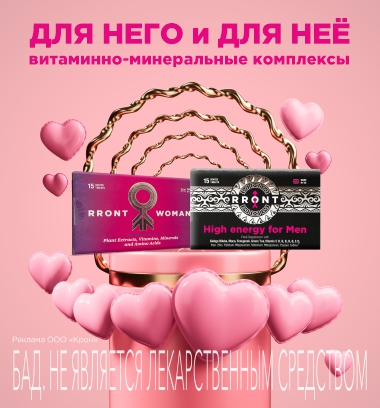 ДЛЯ НЕГО и ДЛЯ НЕЁ
витаминно-минеральные комплексы
15
RRONT
WOMAN
Plant Extracts, Vitamins, Minerals
and Amino Acids
15
RRONT
High energy for Men
Реклама ООО «Крон»
БАД. НЕ ЯВЛЯЕТСЯ ЛЕКАРСТВЕННЫМ СРЕДСТВОМ